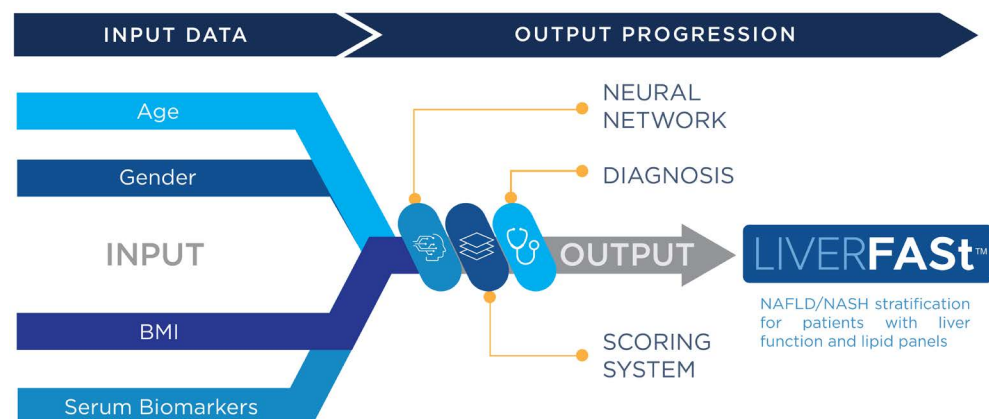 INPUT DATA
OUTPUT PROGRESSION
Age
Gender
INPUT
BMI
Serum Biomarkers
NEURAL
NETWORK
DIAGNOSIS
OUTPUT
SCORING
SYSTEM
LIVERFASt™
NAFLD/NASH stratification
for patients with liver
function and lipid panels